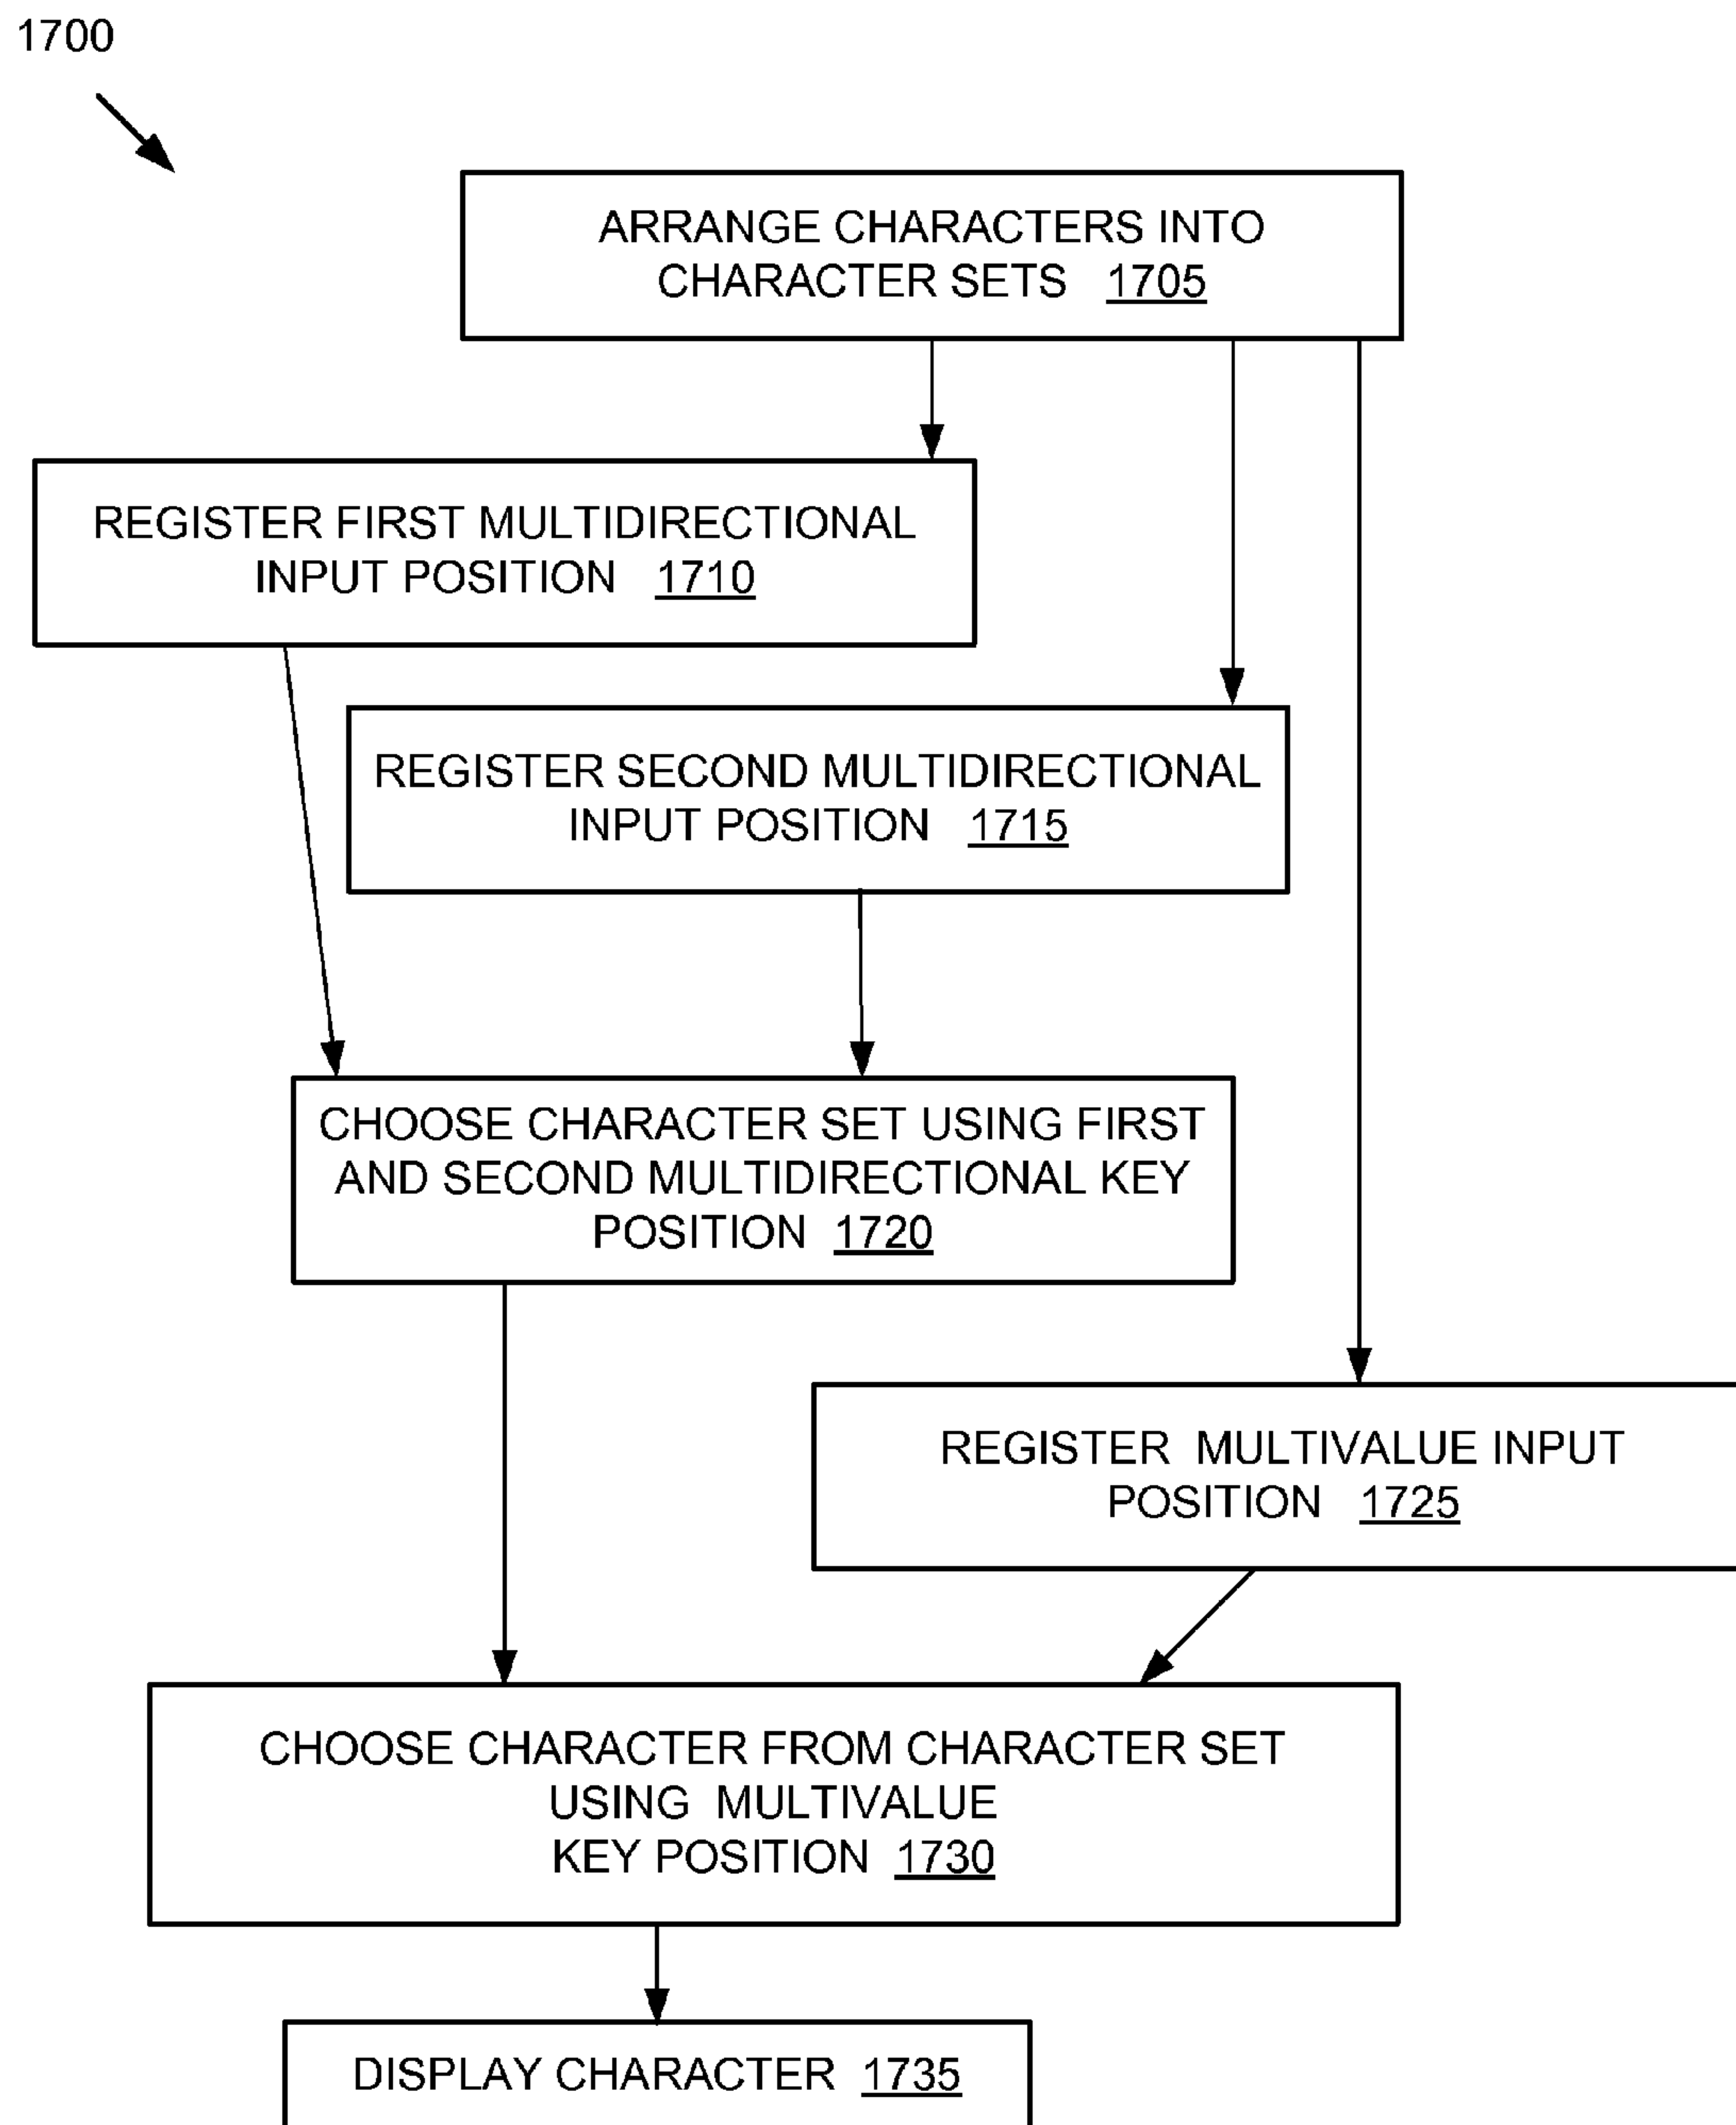 1700
ARRANGE CHARACTERS INTO
CHARACTER SETS 1705
REGISTER FIRST MULTIDIRECTIONAL
INPUT POSITION 1710
REGISTER SECOND MULTIDIRECTIONAL
INPUT POSITION 1715
CHOOSE CHARACTER SET USING FIRST
AND SECOND MULTIDIRECTIONAL KEY
POSITION 1720
REGISTER MULTIVALUE INPUT
POSITION 1725
CHOOSE CHARACTER FROM CHARACTER SET
USING MULTIVALUE
KEY POSITION 1730
DISPLAY CHARACTER 1735